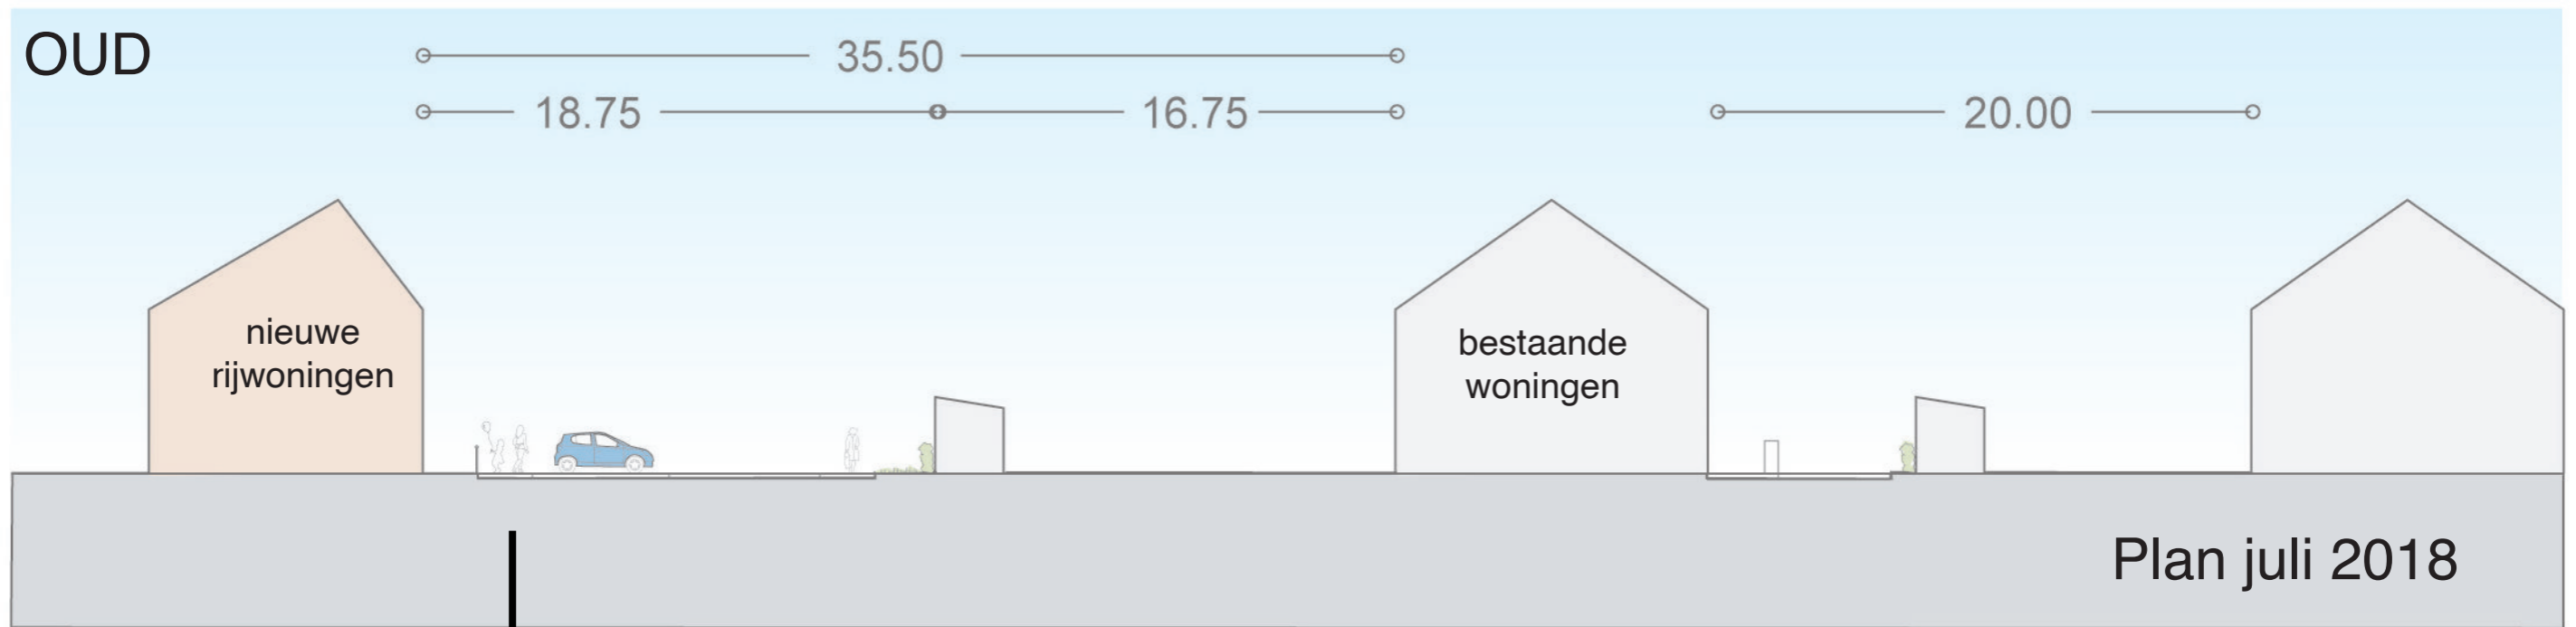 OUD
35.50
18.75
16.75
20.00
nieuwe
rijwoningen
bestaande
woningen
Plan juli 2018